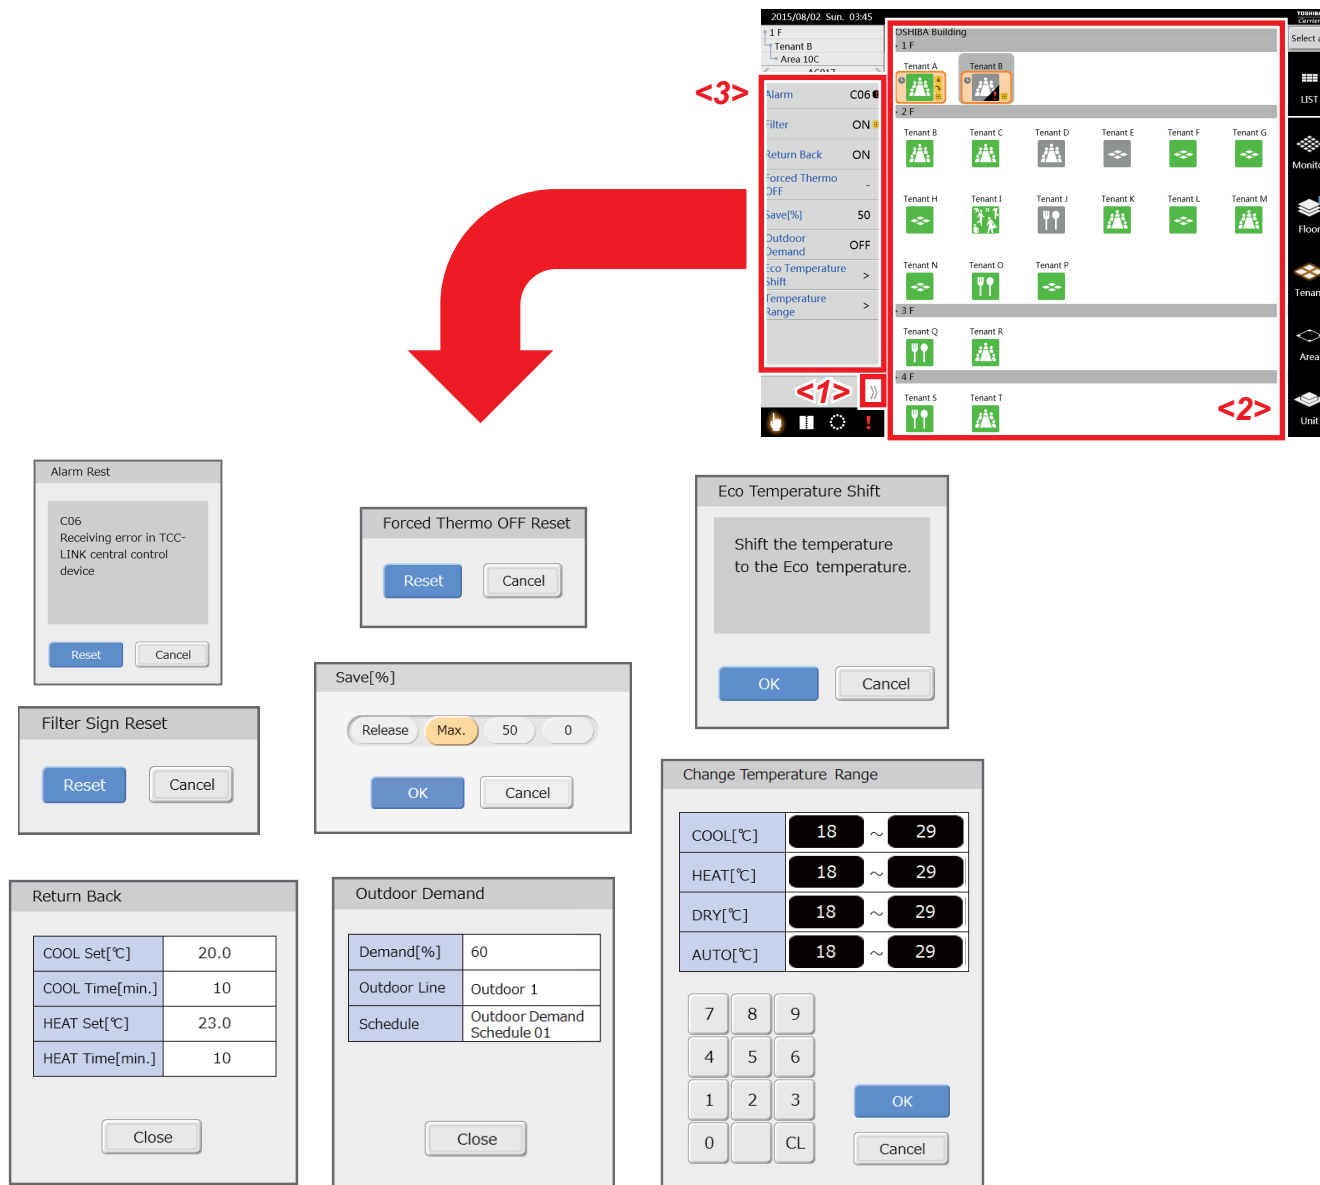 2015/08/02 Sun. 03:45
TOSHIBA
Carrier
1 F
Tenant B
Area 10C
AC017
OSHIBA Building
1 F
Select a
Tenant A
Tenant B
LIST
<3>
Alarm C06
Filter ON
Return Back ON
Forced Thermo
OFF -
Save[%] 50
Outdoor
Demand OFF
Eco Temperature
Shift >
Temperature
Range >
2 F
Tenant B Tenant C Tenant D Tenant E Tenant F Tenant G
Monito
Tenant H Tenant I Tenant J Tenant K Tenant L Tenant M
Floor
Tenant N Tenant O Tenant P
Tenan
3 F
Tenant Q Tenant R
Area
4 F
Tenant S Tenant T
Unit
<1>
<2>
Alarm Rest
C06
Receiving error in TCC-
LINK central control
device
Reset Cancel
Forced Thermo OFF Reset
Reset Cancel
Eco Temperature Shift
Shift the temperature
to the Eco temperature.
OK Cancel
Filter Sign Reset
Reset Cancel
Save[%]
Release Max. 50 0
OK Cancel
Change Temperature Range
COOL[℃] 18 ～ 29
HEAT[℃] 18 ～ 29
DRY[℃] 18 ～ 29
AUTO[℃] 18 ～ 29
7 8 9
4 5 6
1 2 3
0 CL
OK
Cancel
Return Back
COOL Set[℃] 20.0
COOL Time[min.] 10
HEAT Set[℃] 23.0
HEAT Time[min.] 10
Close
Outdoor Demand
Demand[%] 60
Outdoor Line Outdoor 1
Schedule Outdoor Demand
Schedule 01
Close